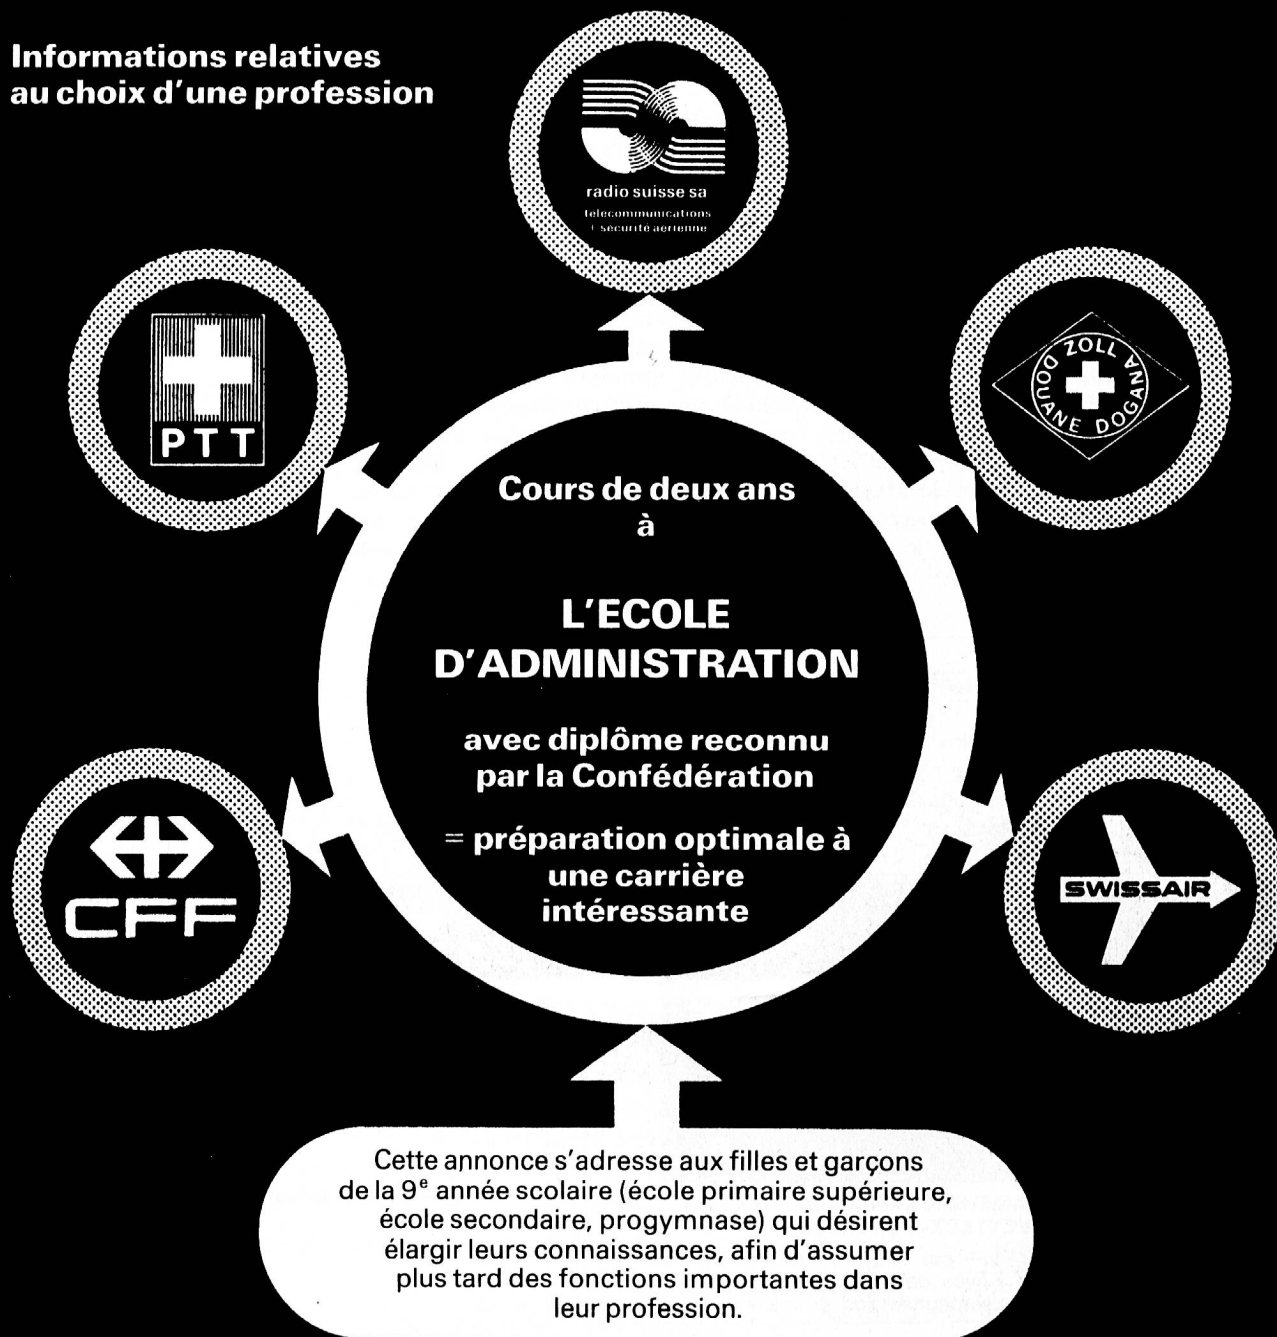 Informations relatives
au choix d'une profession
radio suisse sa
telecommunications
+ sécurité aérienne
PTT
ZOLL DOUANE DOGANA
Cours de deux ans
à
L'ECOLE
D'ADMINISTRATION
avec diplôme reconnu
par la Confédération
= préparation optimale à
une carrière
intéressante
CFF
SWISSAIR
Cette annonce s'adresse aux filles et garçons
de la 9e année scolaire (école primaire supérieure,
école secondaire, progymnase) qui désirent
élargir leurs connaissances, afin d'assumer
plus tard des fonctions importantes dans
leur profession.